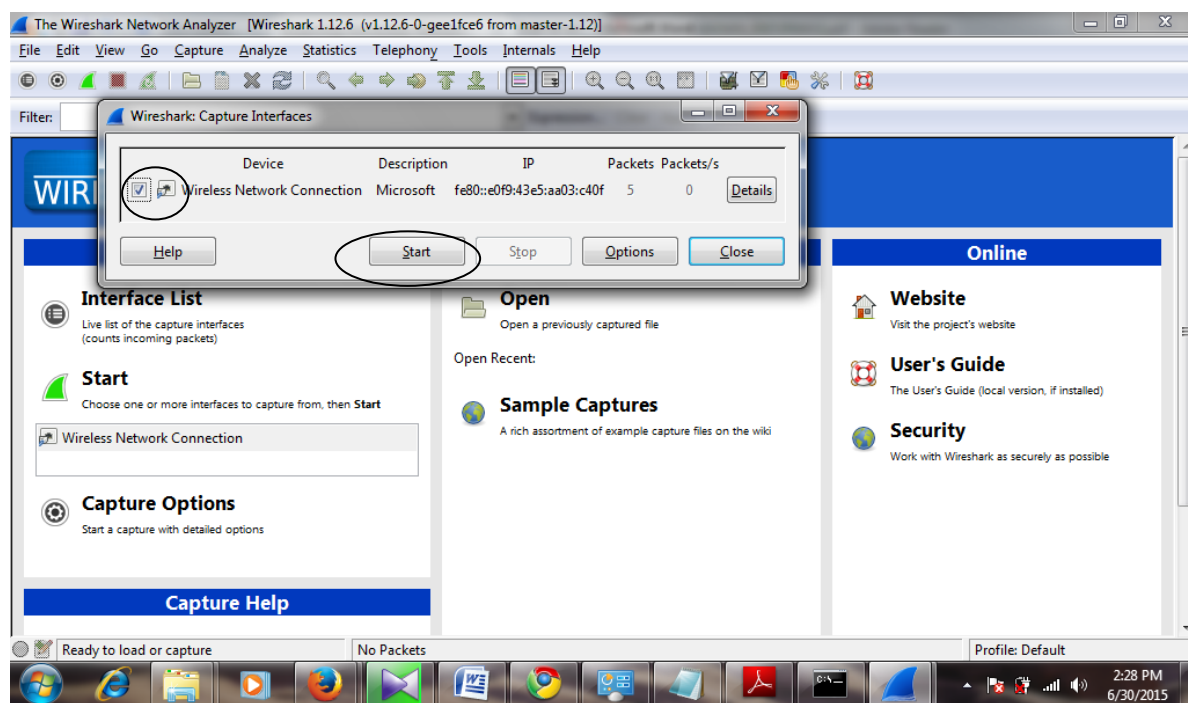 The Wireshark Network Analyzer [Wireshark 1.12.6 (v1.12.6-0-gee1fce6 from master-1.12)]
File Edit View Go Capture Analyze Statistics Telephony Tools Internals Help
Filter:
Wireshark: Capture Interfaces
Device Description IP Packets Packets/s
Wireless Network Connection Microsoft fe80::e0f9:43e5:aa03:c40f 5 0 Details
Help Start Stop Options Close
WIR
Interface List
Live list of the capture interfaces
(counts incoming packets)
Start
Choose one or more interfaces to capture from, then Start
Wireless Network Connection
Capture Options
Start a capture with detailed options
Capture Help
Open
Open a previously captured file
Open Recent:
Sample Captures
A rich assortment of example capture files on the wiki
Online
Website
Visit the project's website
User's Guide
The User's Guide (local version, if installed)
Security
Work with Wireshark as securely as possible
Ready to load or capture No Packets Profile: Default
C:\
2:28 PM
6/30/2015